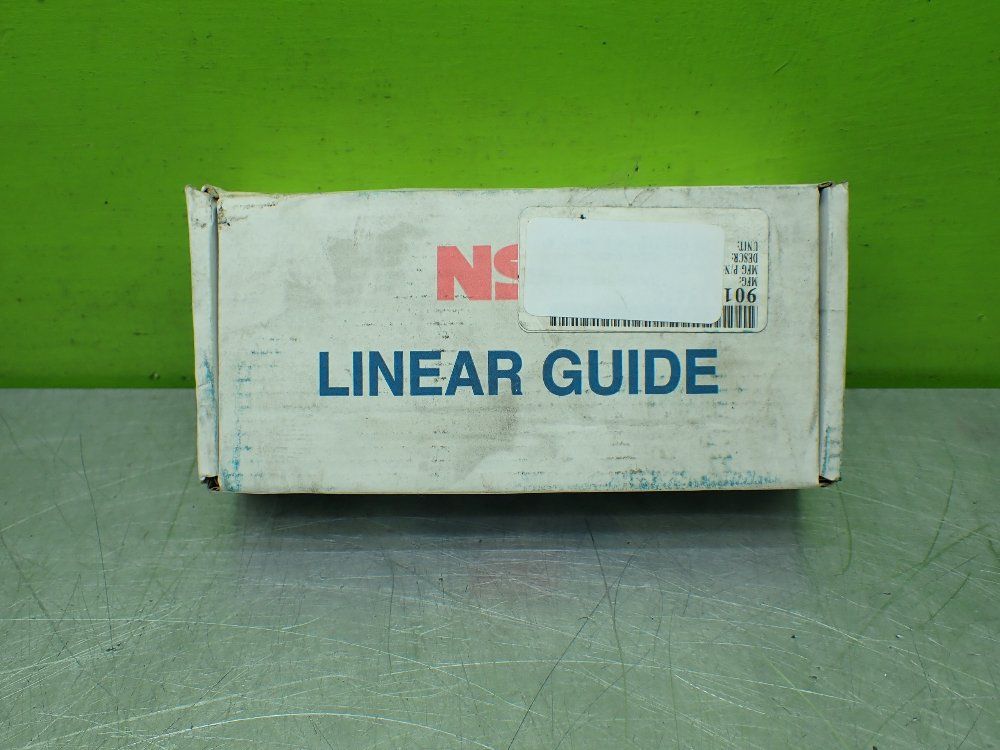 NS
LINEAR GUIDE
901
MFG:
MFG P/N
DESCR:
UNIT: